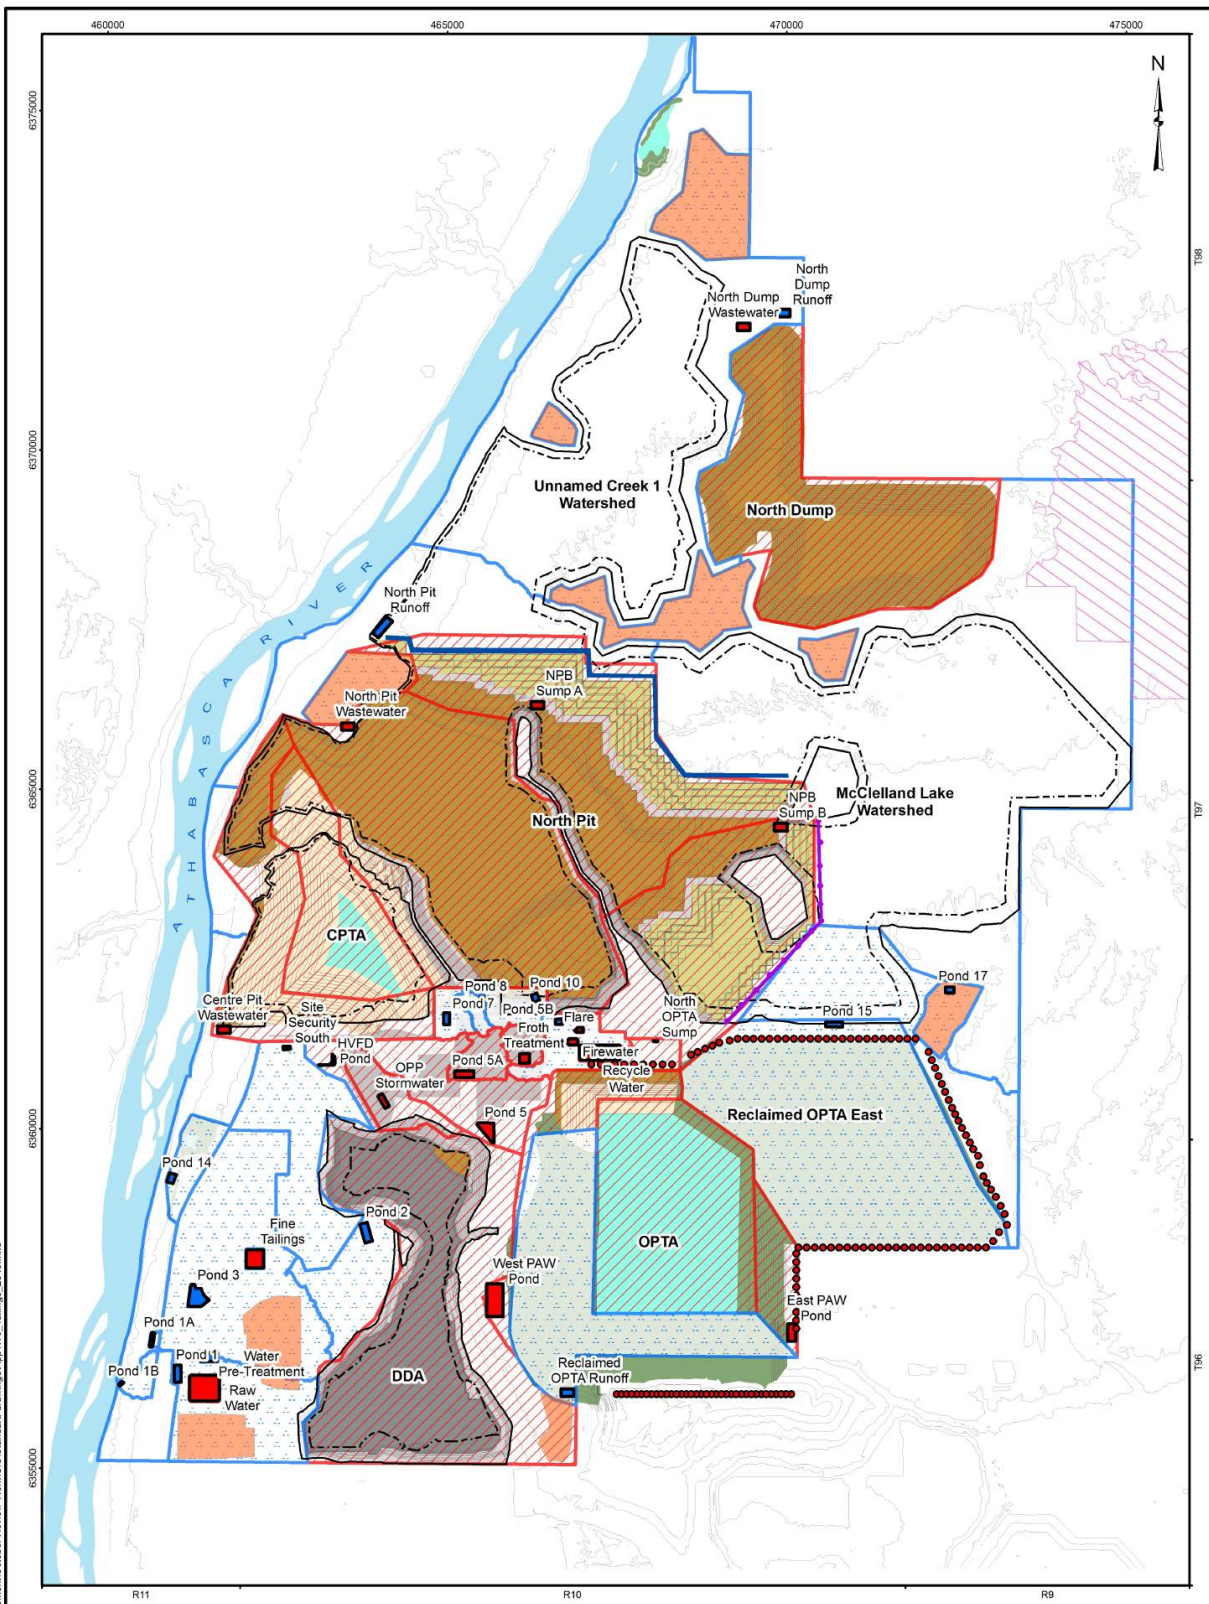 460000
465000
470000
475000
N
6375000
T98
North
Dump
Runoff
North Dump
Wastewater
6370000
Unnamed Creek 1
Watershed
North Dump
North Pit
Runoff
ATHABASCA RIVER
NPB
Sump A
North Pit
Wastewater
6365000
McClelland Lake
Watershed
T97
NPB
Sump B
North Pit
CPTA
Pond 8
Pond 10
Pond 17
Centre Pit
Wastewater
Site
Security
South
Pond 7
Pond 5B
Flare
North
OPTA
Sump
Pond 15
HVFD
Pond
Froth
Treatment
Firewater
OPP
Stormwater
Pond 5A
Recycle
Water
6360000
Pond 5
Reclaimed OPTA East
Pond 14
Pond 2
Fine
Tailings
OPTA
West PAW
Pond
Pond 3
East PAW
Pond
Pond 1A
Pond 1B
Pond 1
Water
Pre-Treatment
Raw
Water
DDA
Reclaimed
OPTA Runoff
T96
6355000
R11
R10
R9